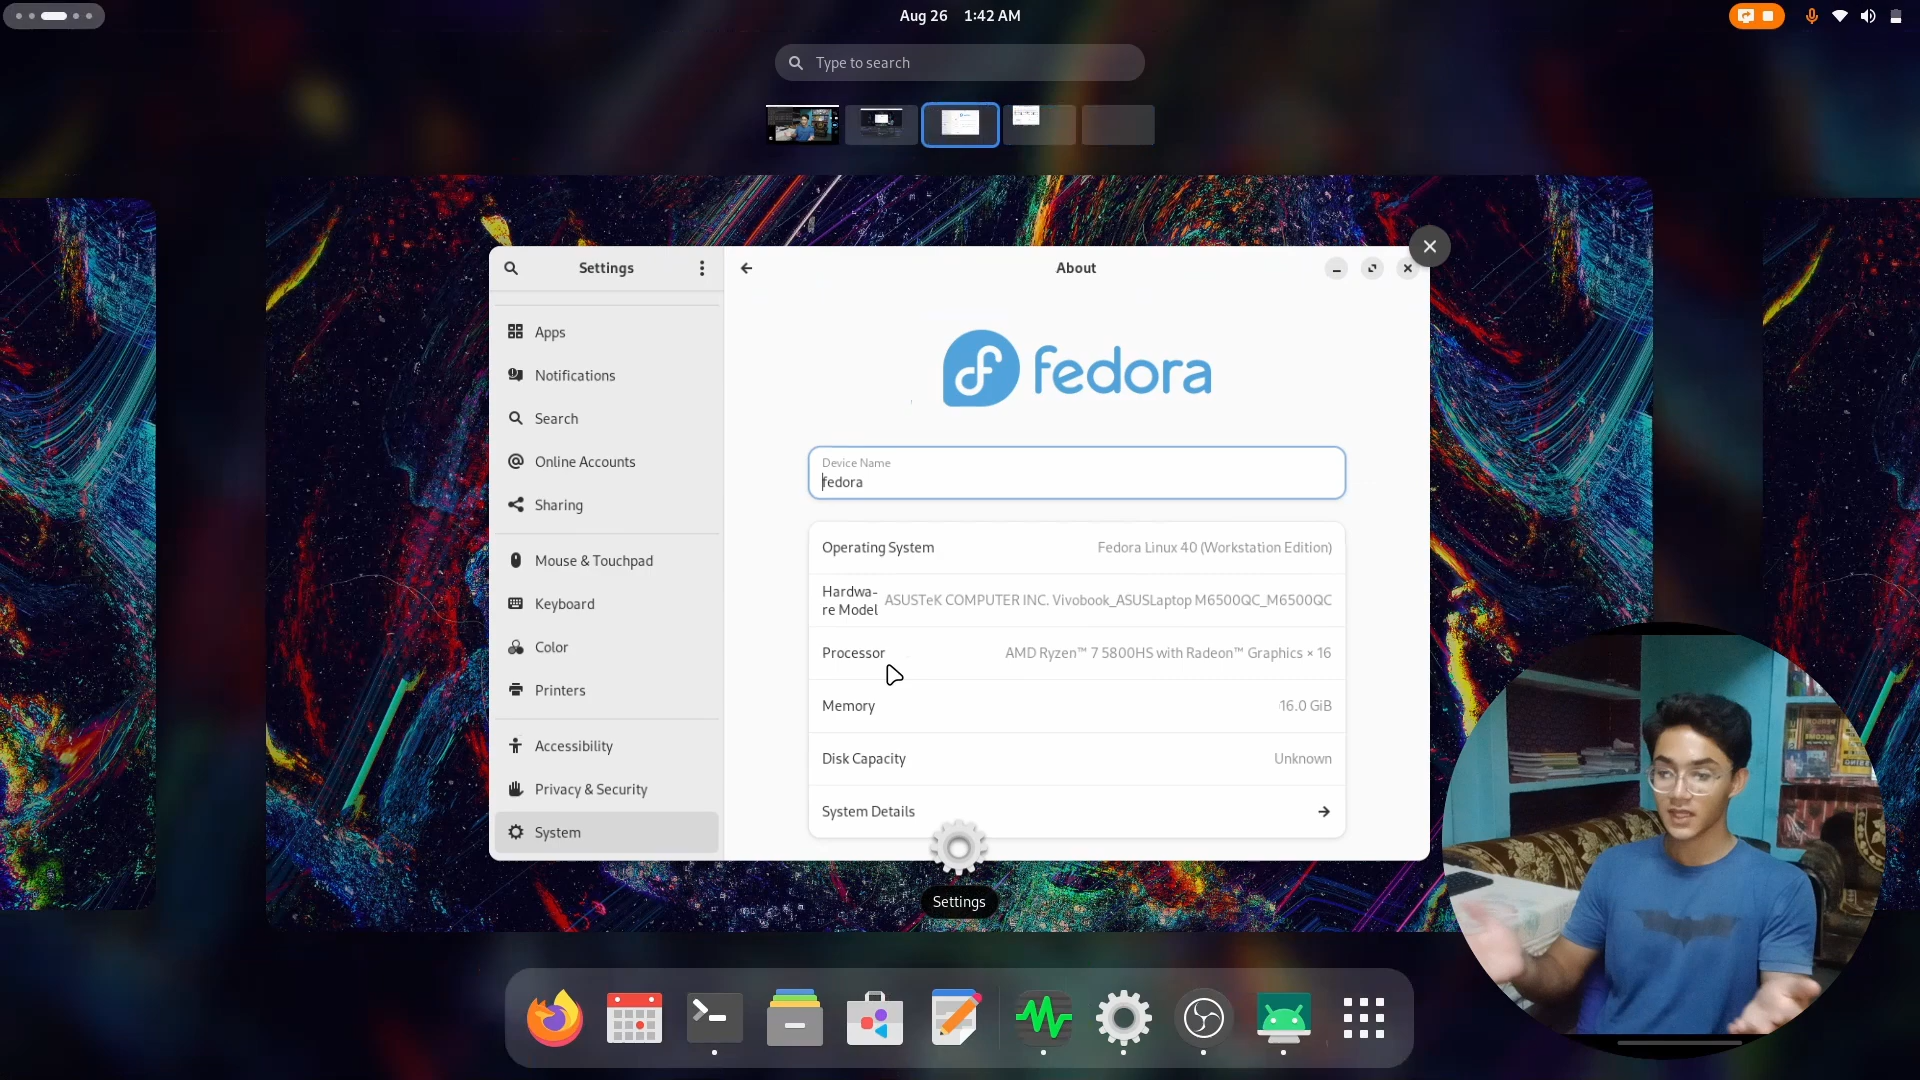 Aug 26 1:42 AM
Type to search
Settings
About
Apps
Notifications
Search
Online Accounts
Sharing
Mouse & Touchpad
Keyboard
Color
Printers
Accessibility
Privacy & Security
System
fedora
Device Name
fedora
Operating System Fedora Linux 40 (Workstation Edition)
Hardwa-
re Model ASUSTeK COMPUTER INC. Vivobook_ASUSLaptop M6500QC_M6500QC
Processor AMD Ryzen™ 7 5800HS with Radeon™ Graphics × 16
Memory 16.0 GiB
Disk Capacity Unknown
System Details
Settings